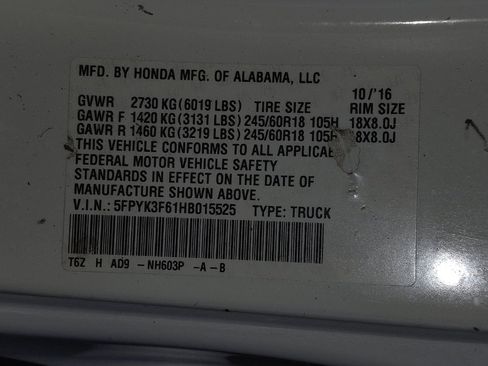 MFD. BY HONDA MFG. OF ALABAMA, LLC
10/'16
GVWR 2730 KG (6019 LBS) TIRE SIZE RIM SIZE
GAWR F 1420 KG (3131 LBS) 245/60R18 105H 18X8.0J
GAWR R 1460 KG (3219 LBS) 245/60R18 105H 18X8.0J
THIS VEHICLE CONFORMS TO ALL APPLICAB
FEDERAL MOTOR VEHICLE SAFETY
STANDARDS IN EFFECT ON THE DATE OF
MANUFACTURE SHOWN ABOVE.
V.I.N.: 5FPYK3F61HB015525 TYPE: TRUCK
T6Z H AD9 - NH603P -A - B